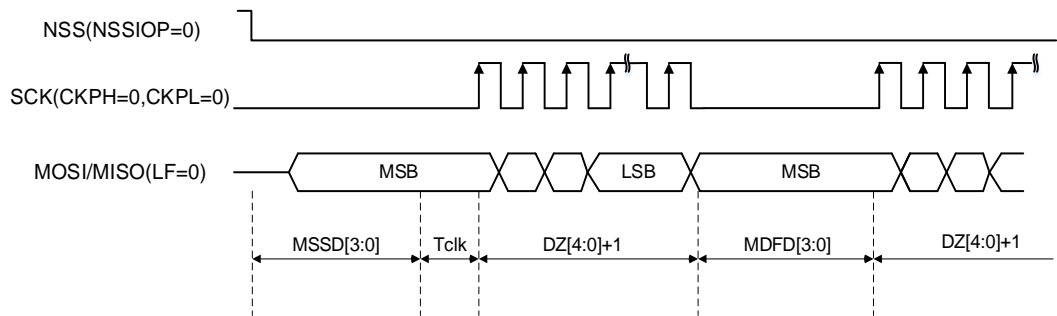 NSS(NSSIOP=0)
SCK(CKPH=0,CKPL=0)
MOSI/MISO(LF=0)
MSB
LSB
MSB
MSSD[3:0]
Tclk
DZ[4:0]+1
MDFD[3:0]
DZ[4:0]+1